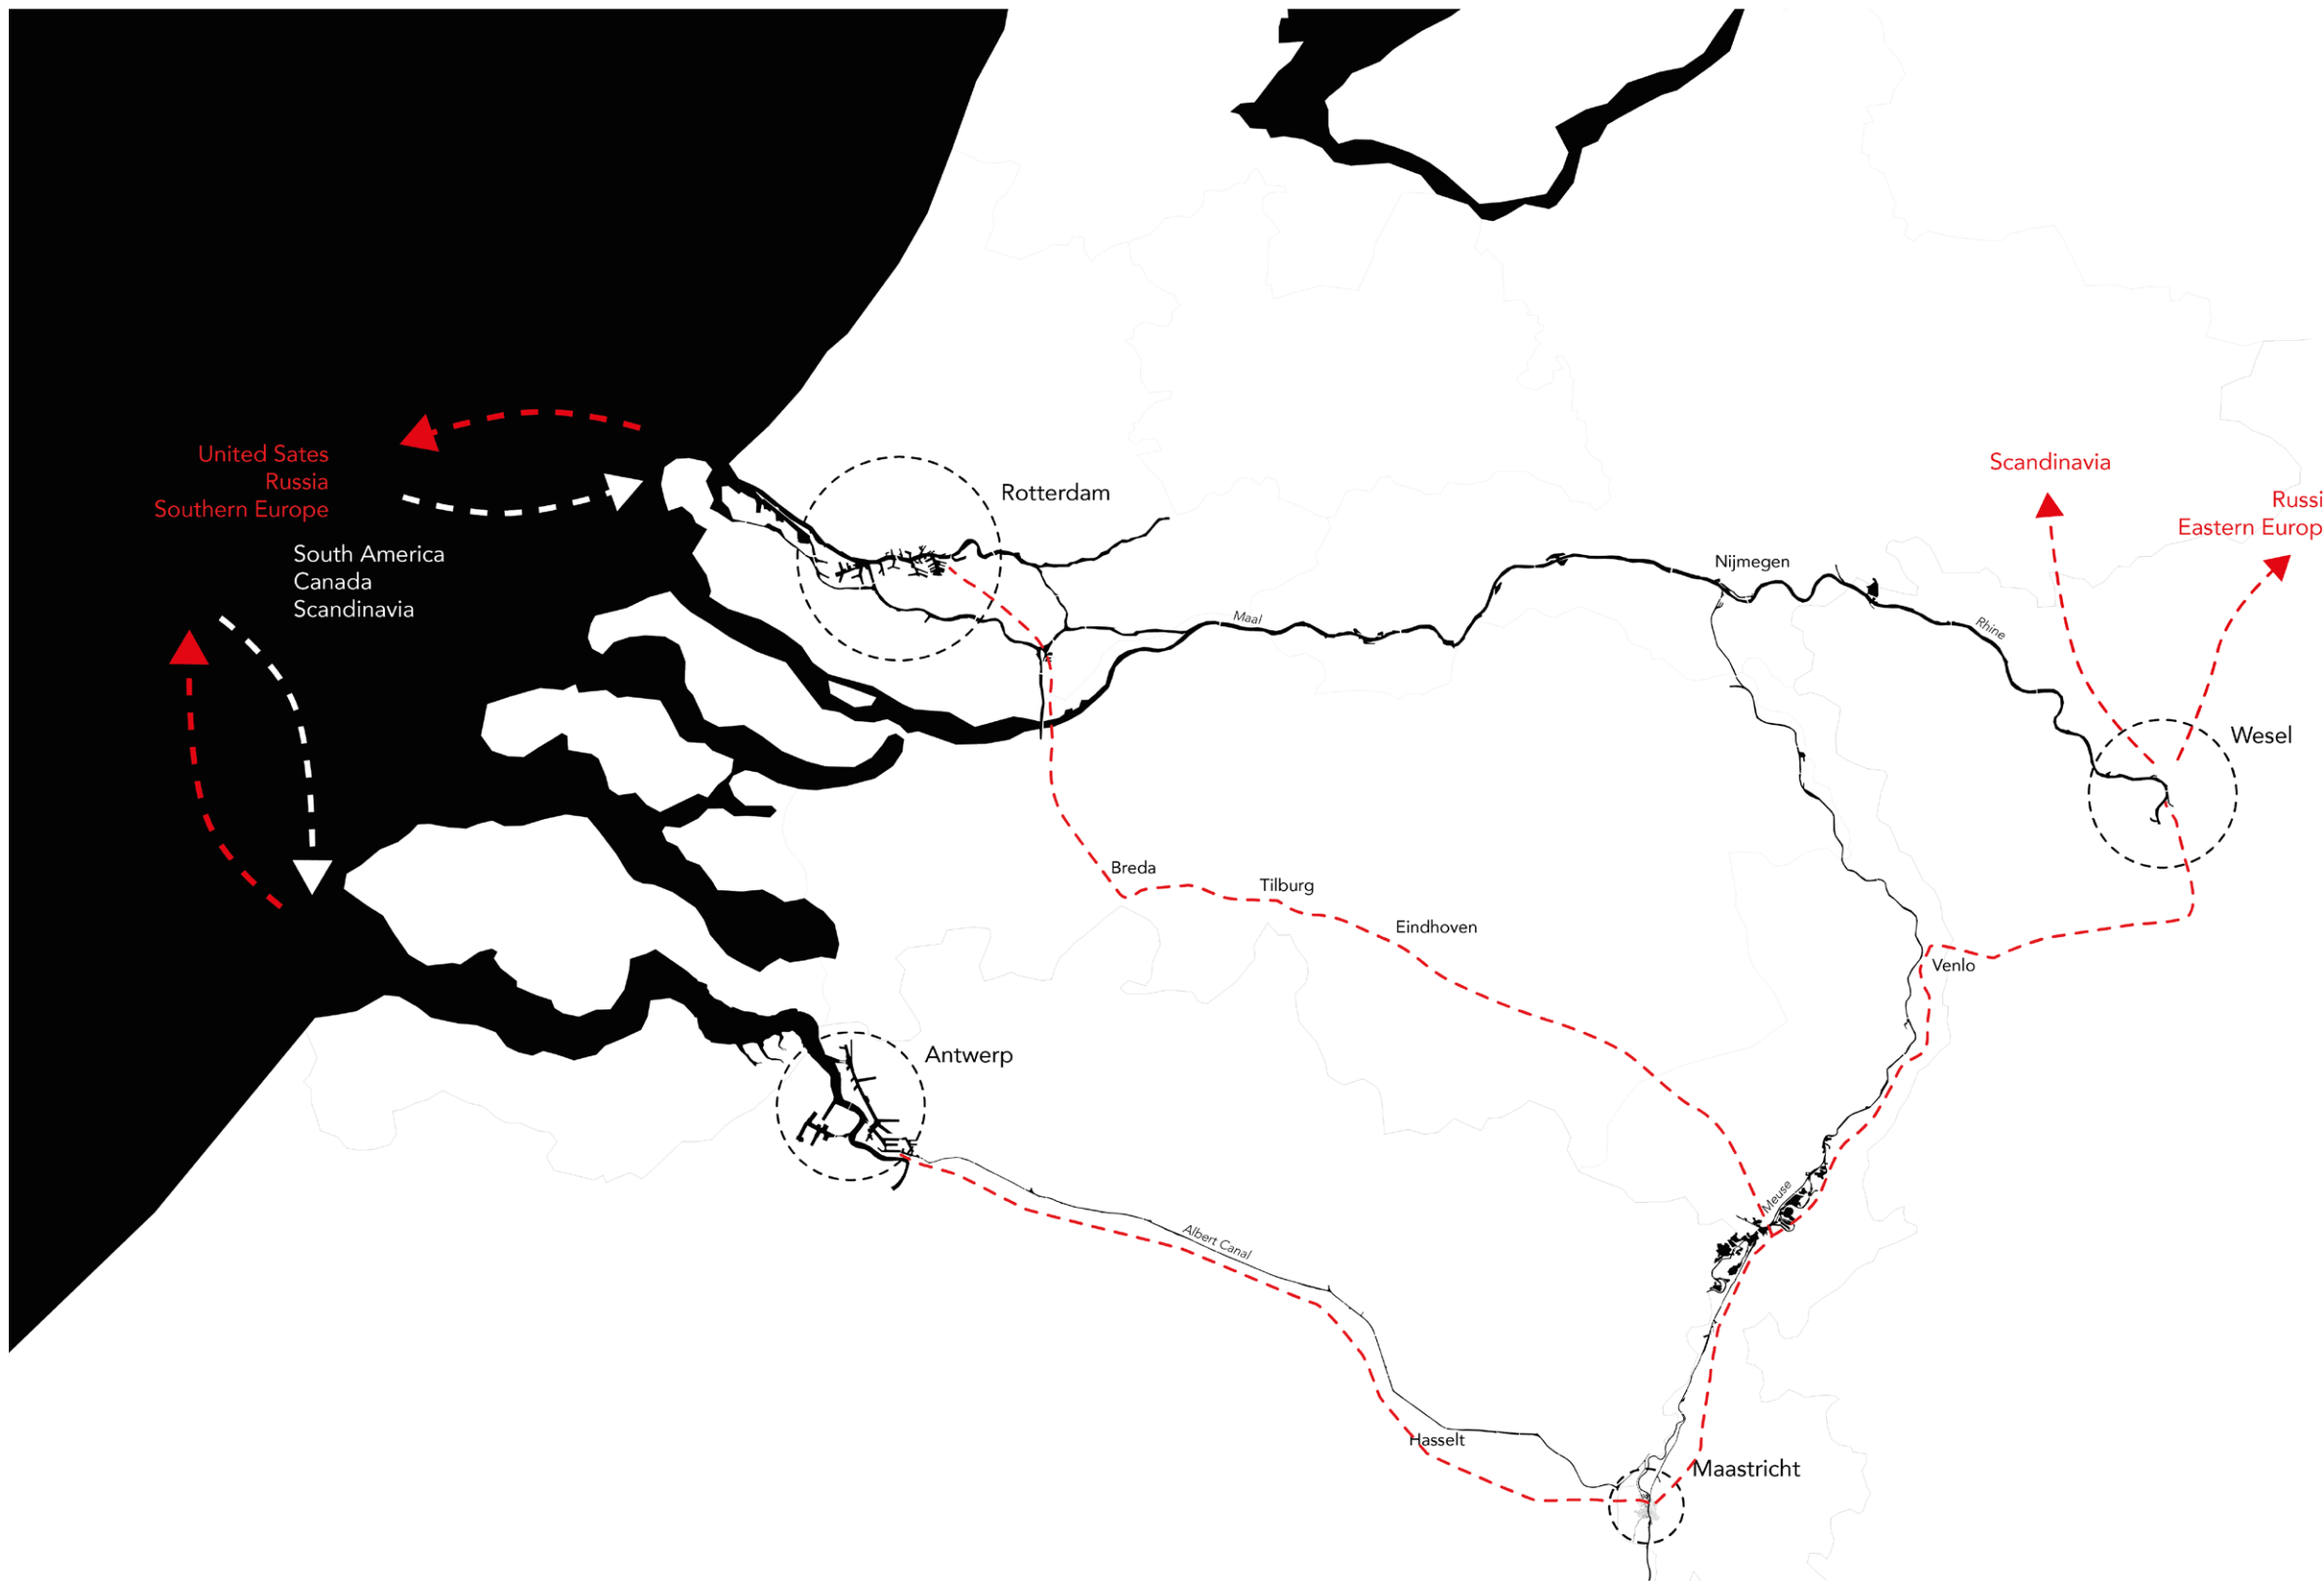 United Sates
Russia
Southern Europe
South America
Canada
Scandinavia
Rotterdam
Maal
Nijmegen
Rhine
Scandinavia
Russi
Eastern Europ
Wesel
Breda
Tilburg
Eindhoven
Venlo
Antwerp
Albert Canal
Meuse
Hasselt
Maastricht